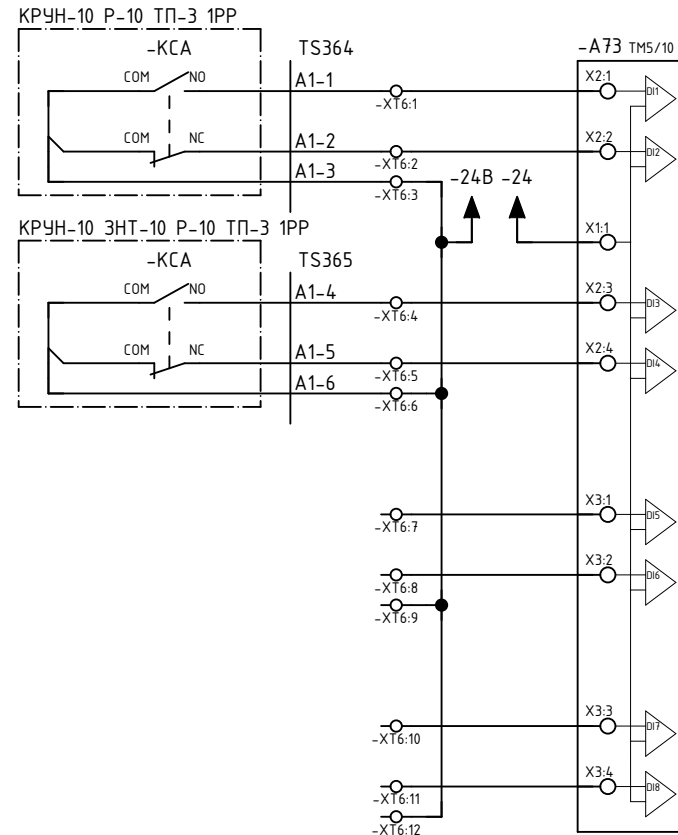 КРУН-10 Р-10 ТП-3 1РР
-КСА
TS364
-A73 TM5/10
COM NO
A1-1
-XT6:1
X2:1
DI1
COM NC
A1-2
-XT6:2
X2:2
DI2
A1-3
-XT6:3
-24В -24
КРУН-10 ЗНТ-10 Р-10 ТП-3 1РР
X1:1
-КСА
TS365
COM NO
A1-4
-XT6:4
X2:3
DI3
COM NC
A1-5
-XT6:5
X2:4
DI4
A1-6
-XT6:6
-XT6:7
X3:1
DI5
-XT6:8
X3:2
DI6
-XT6:9
-XT6:10
X3:3
DI7
-XT6:11
X3:4
DI8
-XT6:12